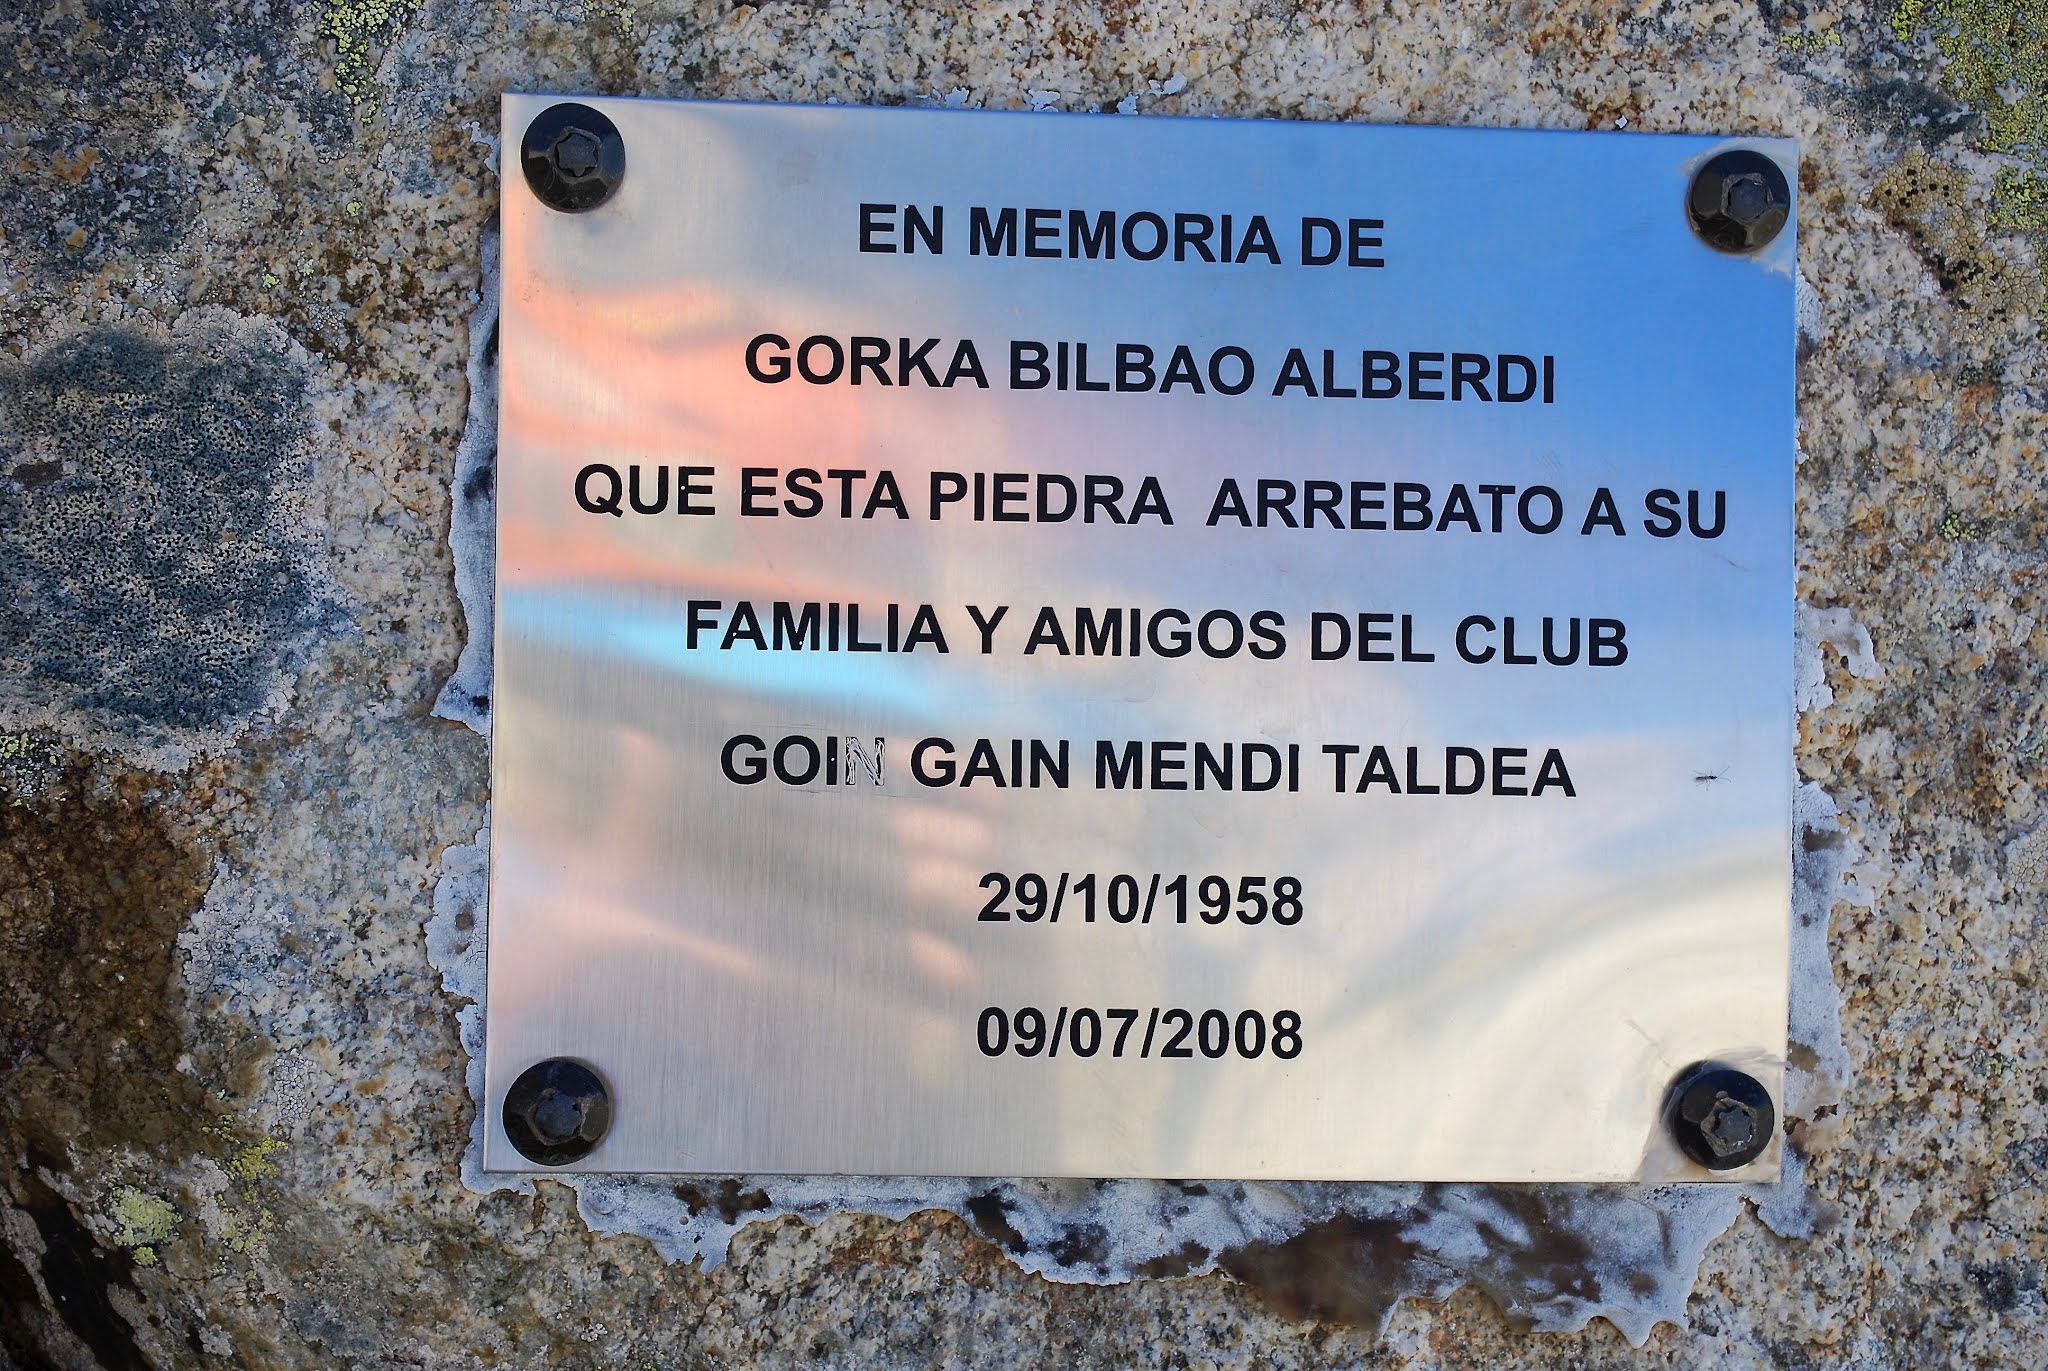 EN MEMORIA DE
GORKA BILBAO ALBERDI
QUE ESTA PIEDRA ARREBATO A SU
FAMILIA Y AMIGOS DEL CLUB
GOIN GAIN MENDI TALDEA
29/10/1958
09/07/2008